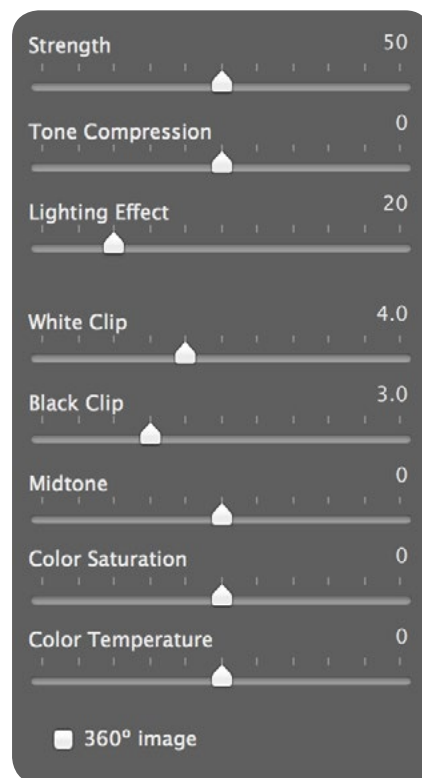 Strength 50
Tone Compression 0
Lighting Effect 20
White Clip 4.0
Black Clip 3.0
Midtone 0
Color Saturation 0
Color Temperature 0
360º image